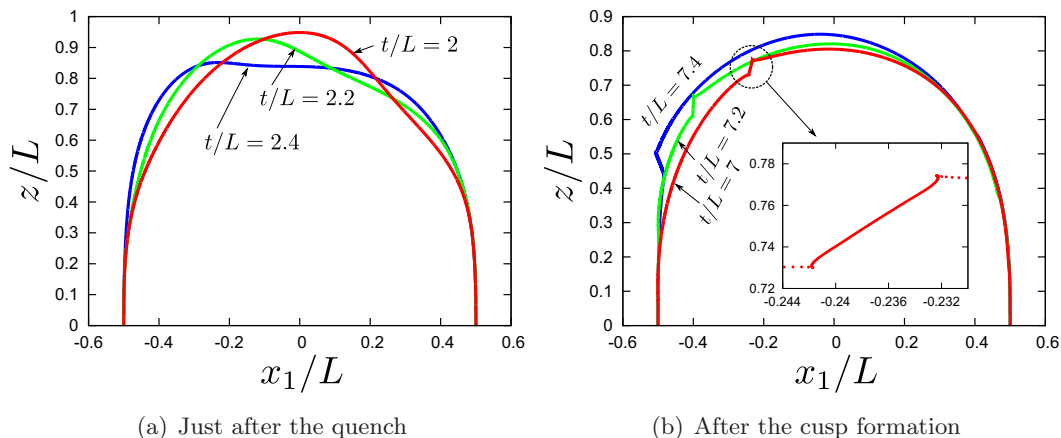 1
0.9
0.8
0.7
0.6
0.5
0.4
0.3
0.2
0.1
0
z/L
t/L = 2
t/L = 2.2
t/L = 2.4
-0.6 -0.4 -0.2 0 0.2 0.4 0.6
x₁/L
(a) Just after the quench
0.9
0.8
0.7
0.6
0.5
0.4
0.3
0.2
0.1
0
z/L
t/L = 7.4
t/L = 7.2
t/L = 7
0.78
0.76
0.74
0.72
-0.244 -0.24 -0.236 -0.232
-0.6 -0.4 -0.2 0 0.2 0.4 0.6
x₁/L
(b) After the cusp formation